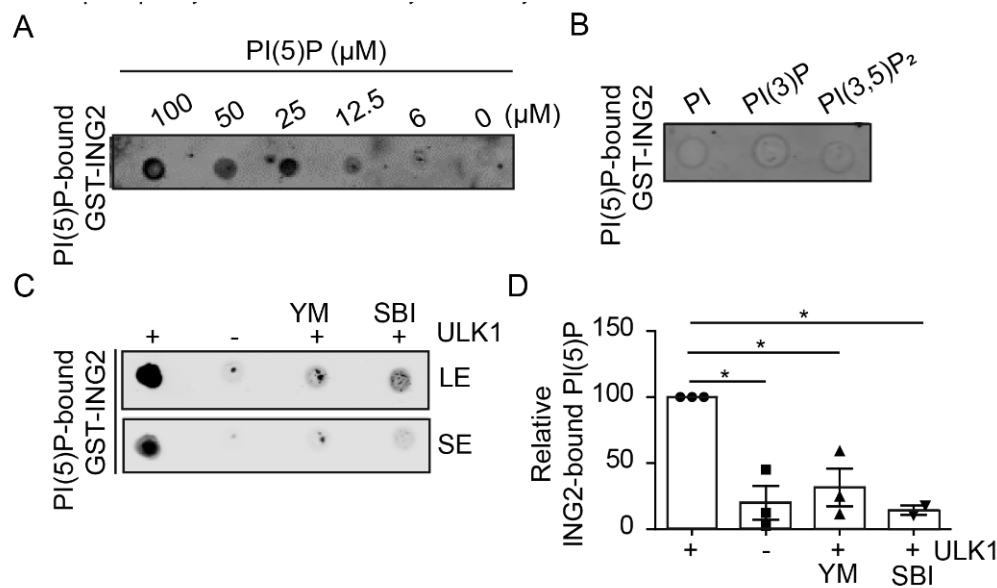 A
PI(5)P (µM)
100 50 25 12.5 6 0 (µM)
PI(5)P-bound
GST-ING2
B
PI PI(3)P PI(3,5)P₂
PI(5)P-bound
GST-ING2
C
YM SBI
+ - + + ULK1
LE
SE
PI(5)P-bound
GST-ING2
D
Relative
ING2-bound PI(5)P
150
100
50
0
*
*
*
+ - + + ULK1
YM SBI